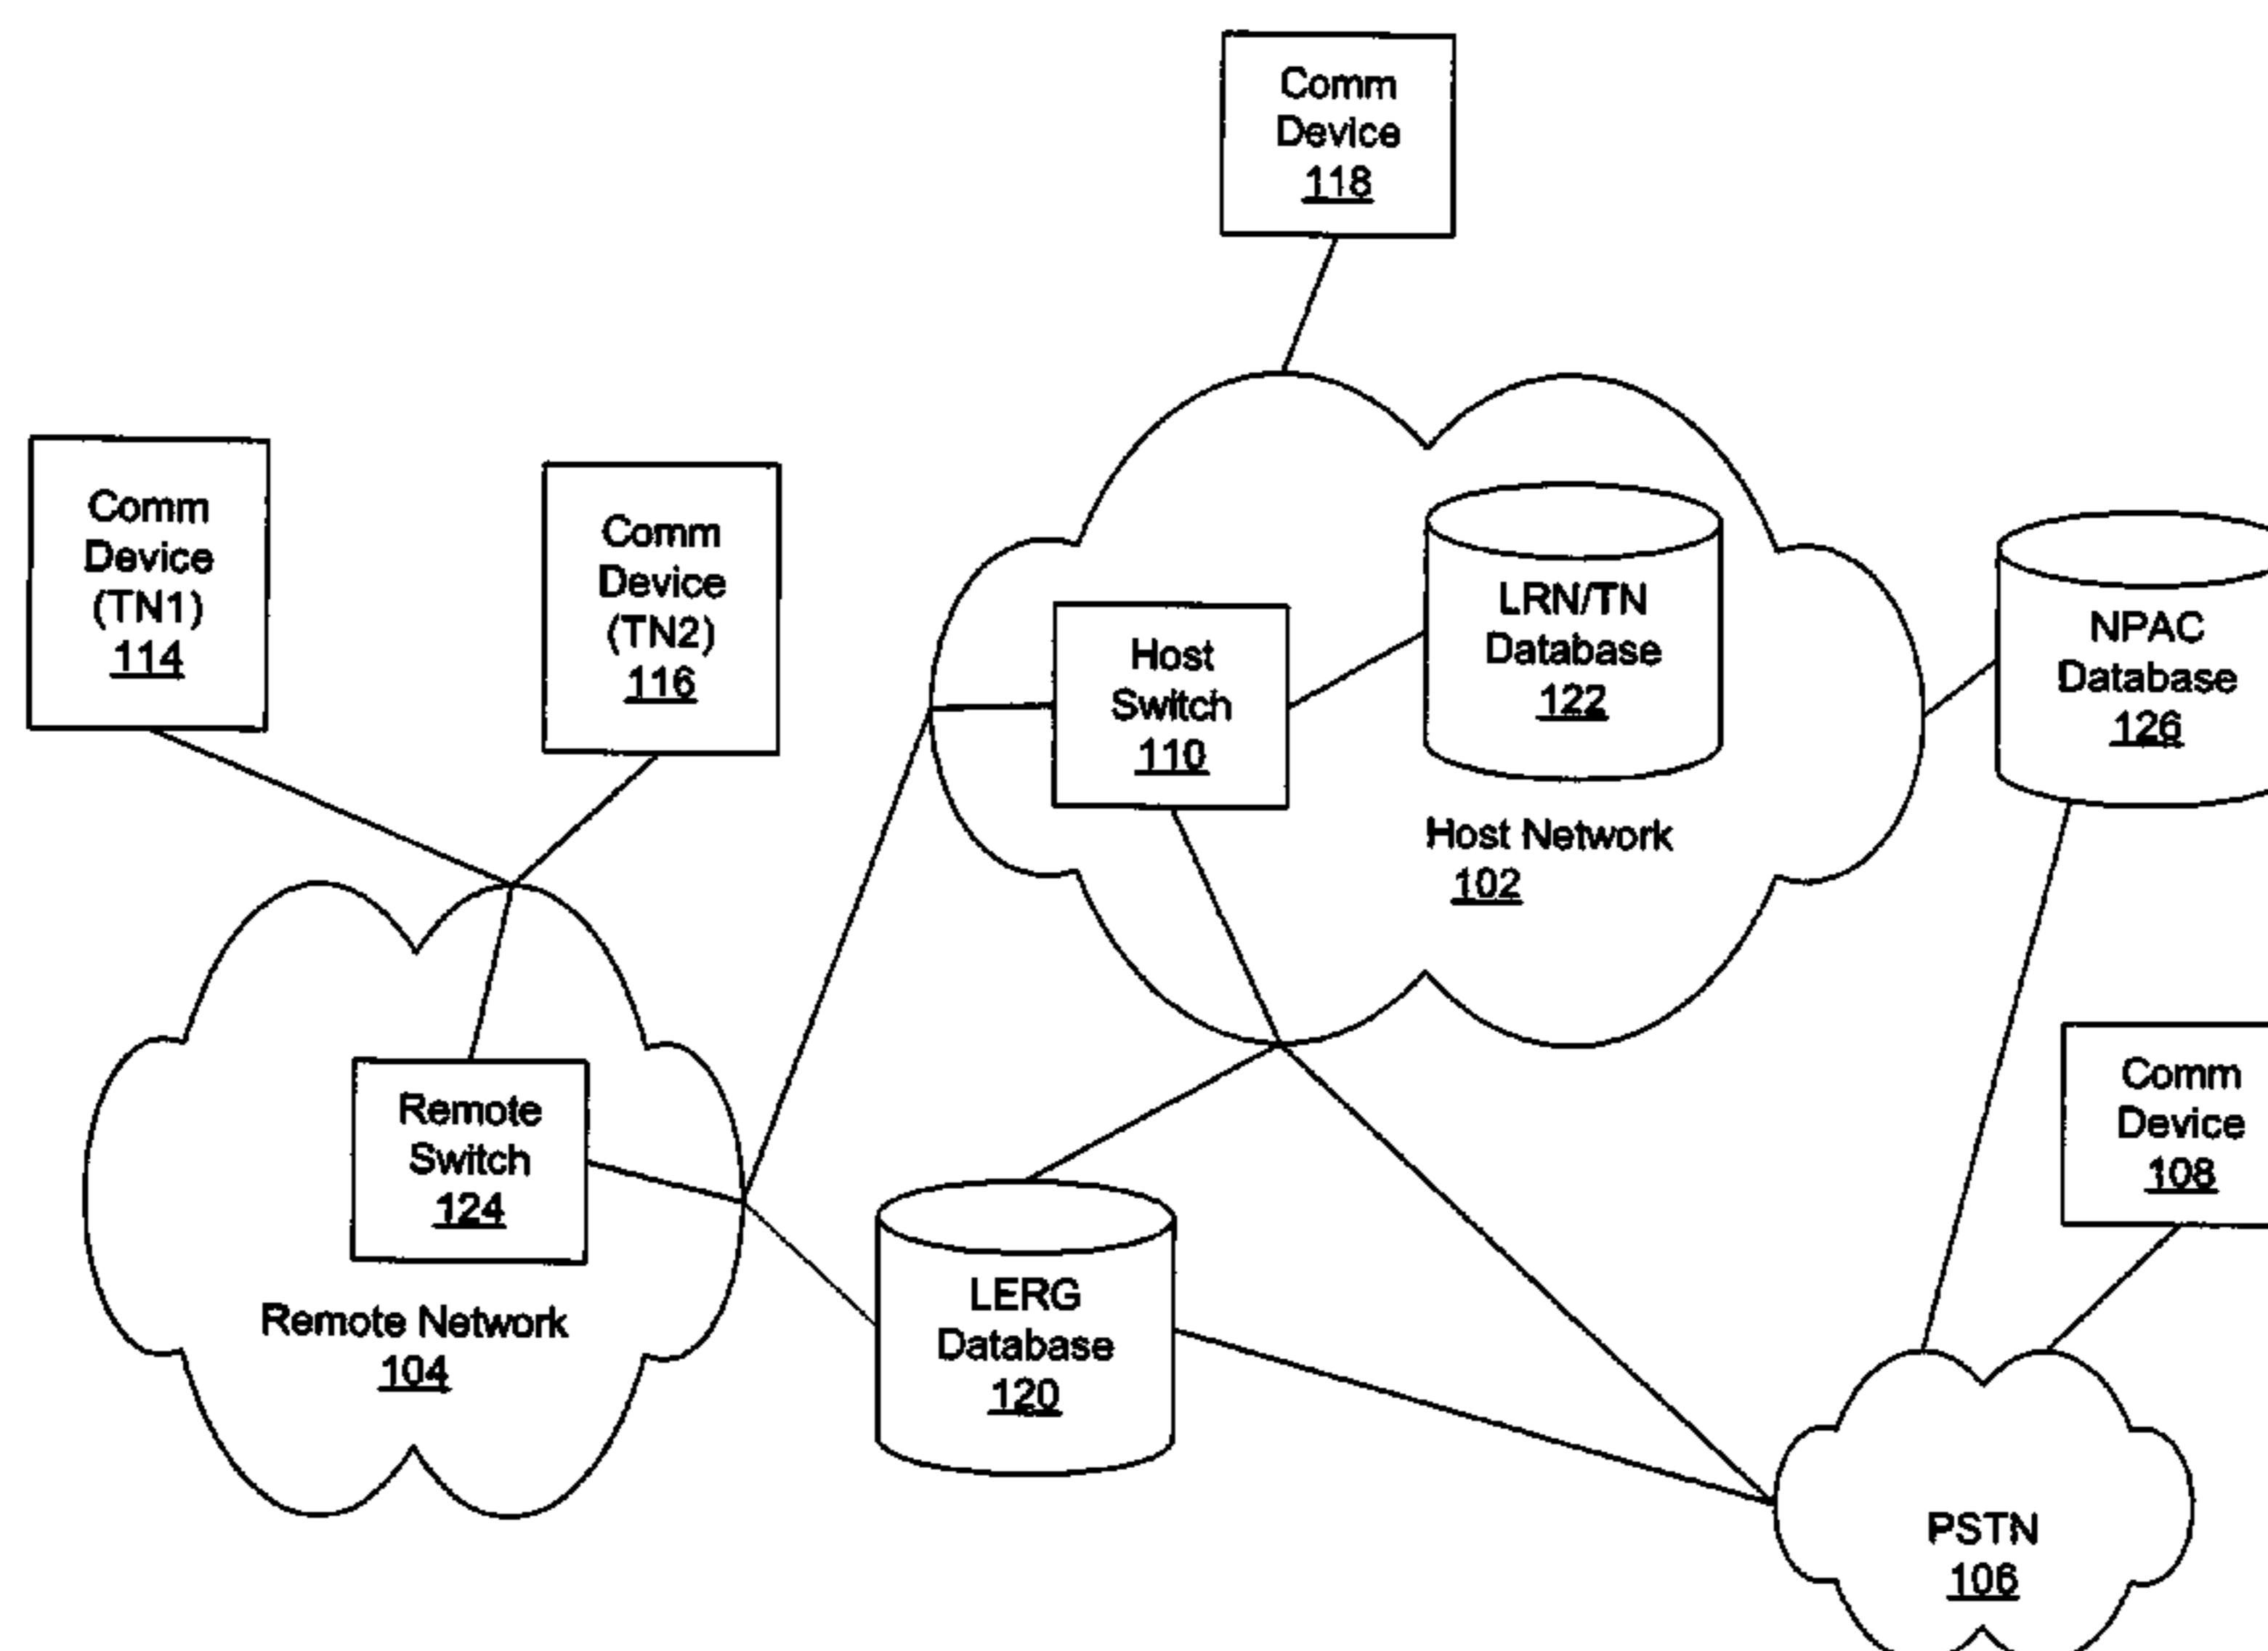 Comm
Device
118
Comm
Device
(TN1)
114
Comm
Device
(TN2)
116
Host
Switch
110
LRN/TN
Database
122
Host Network
102
NPAC
Database
126
Remote
Switch
124
Remote Network
104
LERG
Database
120
Comm
Device
108
PSTN
106